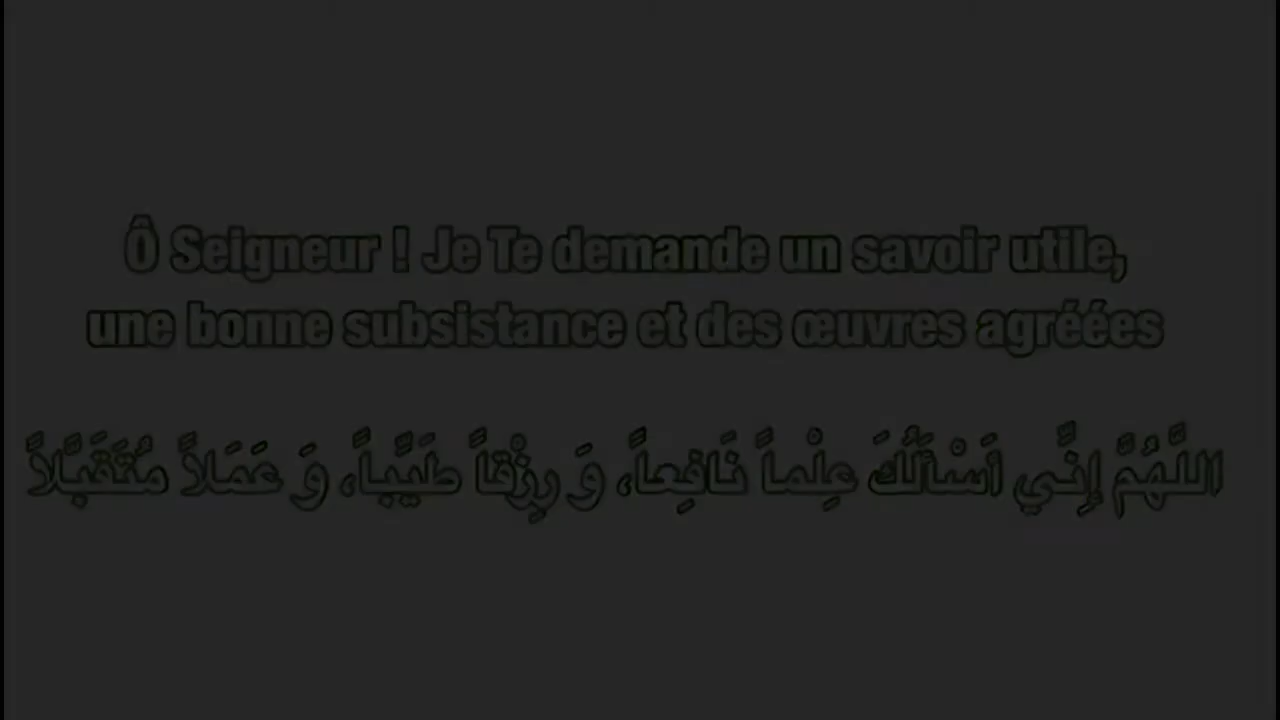 Ô Seigneur ! Je Te demande un savoir utile,
une bonne subsistance et des œuvres agréées
اللَّهُمَّ إِنَّي أَسْأَلُكَ عِلْماً نَافِعاً، وَ رِزْقاً طَيَّباً، وَ عَمَلاً مُتَقَبَّلاً